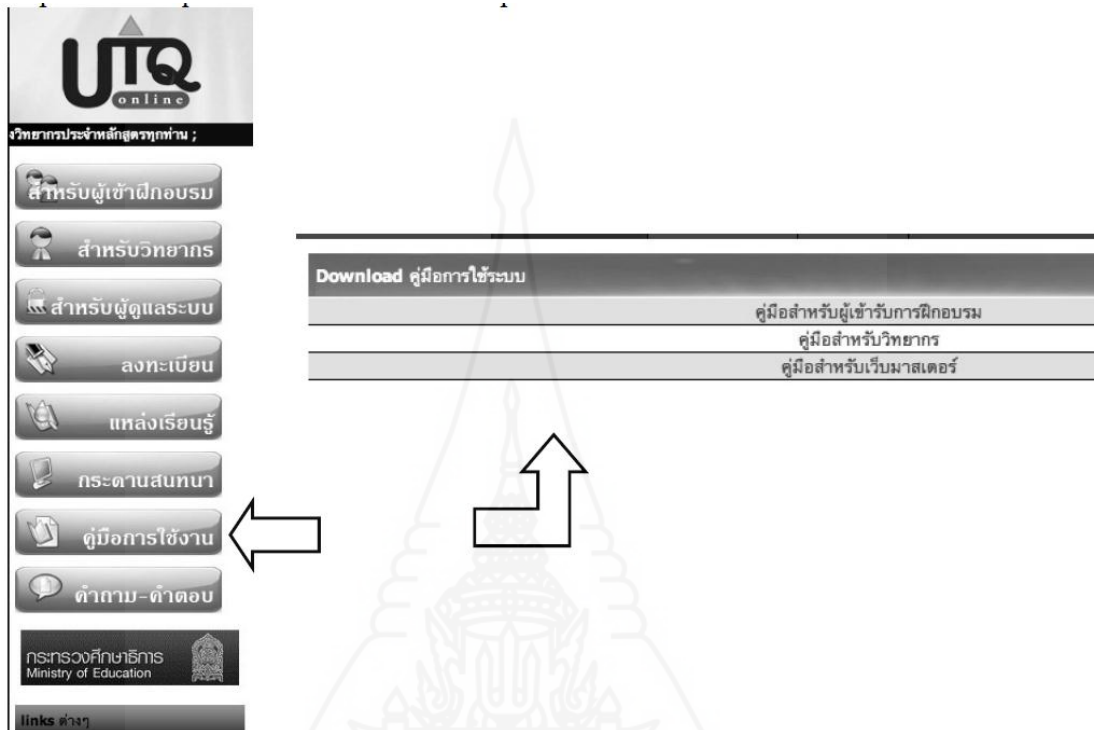 UTQ
online
งวิทยากรประจำหลักสูตรทุกท่าน ;
สำหรับผู้เข้าฝึกอบรม
สำหรับวิทยากร
สำหรับผู้ดูแลระบบ
ลงทะเบียน
แหล่งเรียนรู้
กระดานสนทนา
คู่มือการใช้งาน
คำถาม-คำตอบ
กระทรวงศึกษาธิการ
Ministry of Education
links ต่างๆ
Download คู่มือการใช้ระบบ
คู่มือสำหรับผู้เข้ารับการฝึกอบรม
คู่มือสำหรับวิทยากร
คู่มือสำหรับเว็บมาสเตอร์